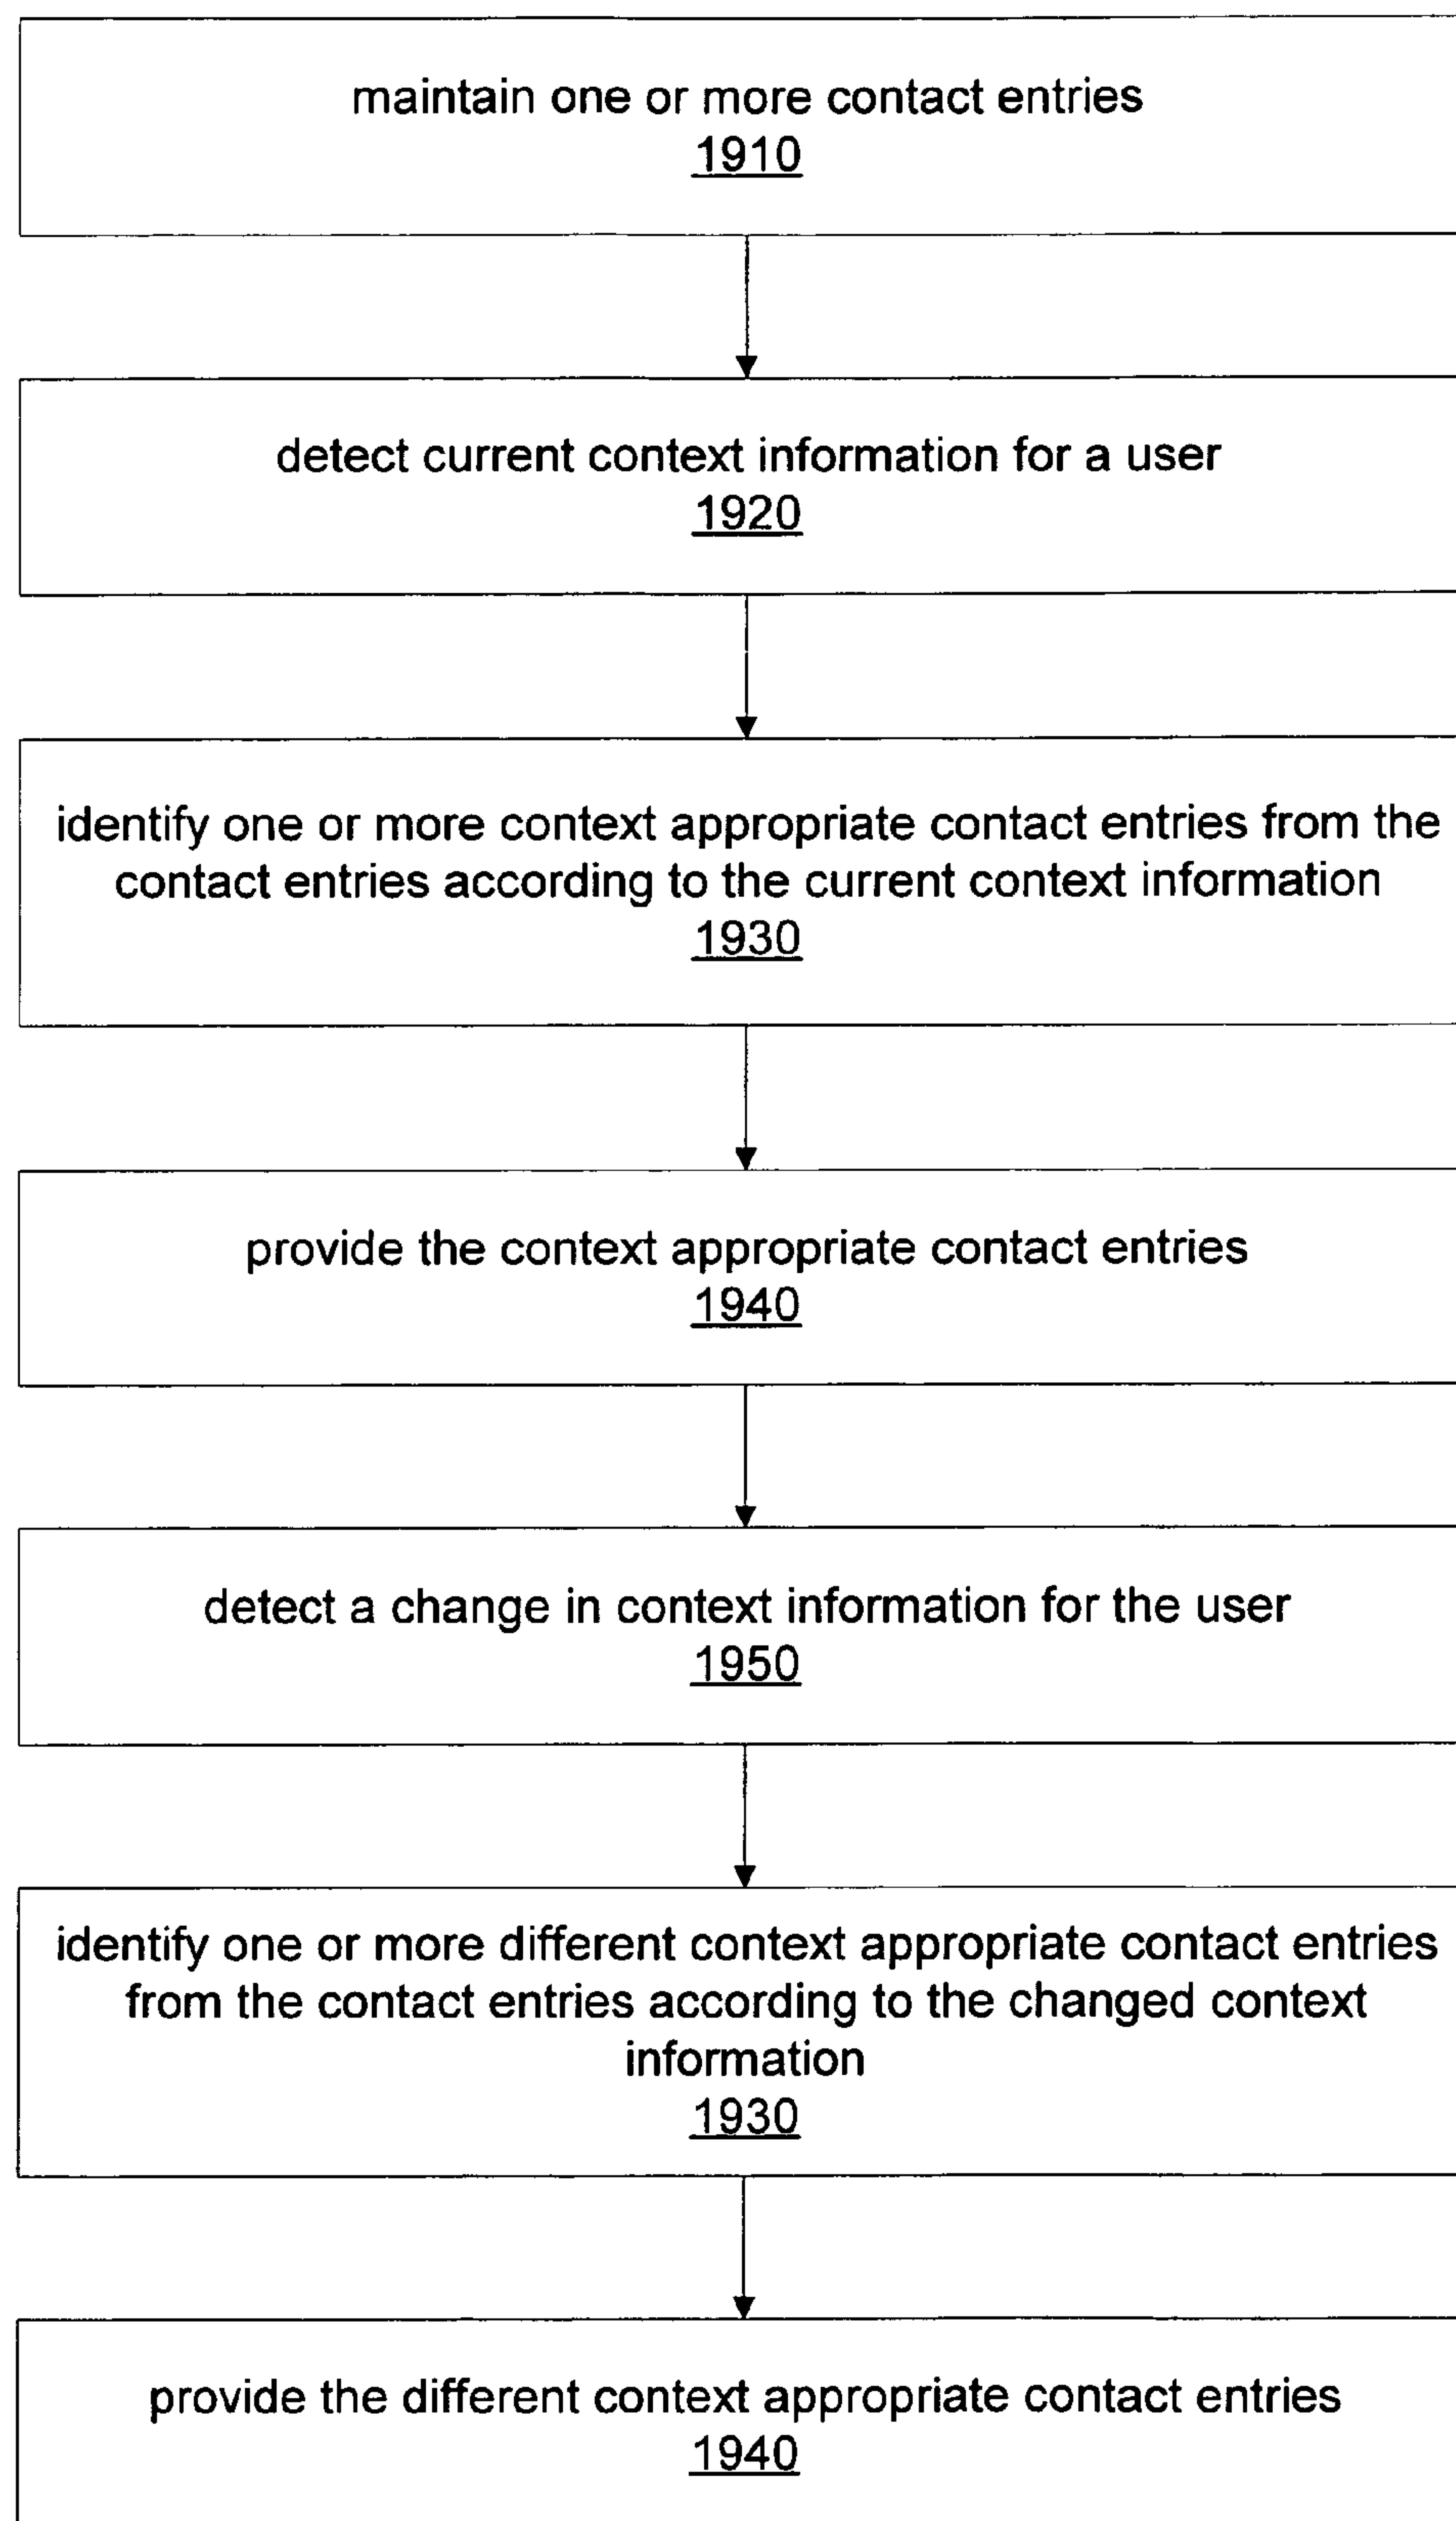 maintain one or more contact entries
1910
detect current context information for a user
1920
identify one or more context appropriate contact entries from the
contact entries according to the current context information
1930
provide the context appropriate contact entries
1940
detect a change in context information for the user
1950
identify one or more different context appropriate contact entries
from the contact entries according to the changed context
information
1930
provide the different context appropriate contact entries
1940